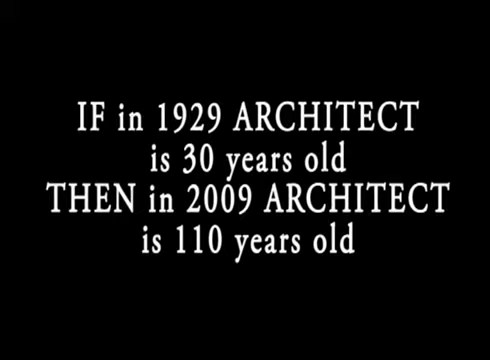 IF in 1929 ARCHITECT
is 30 years old
THEN in 2009 ARCHITECT
is 110 years old